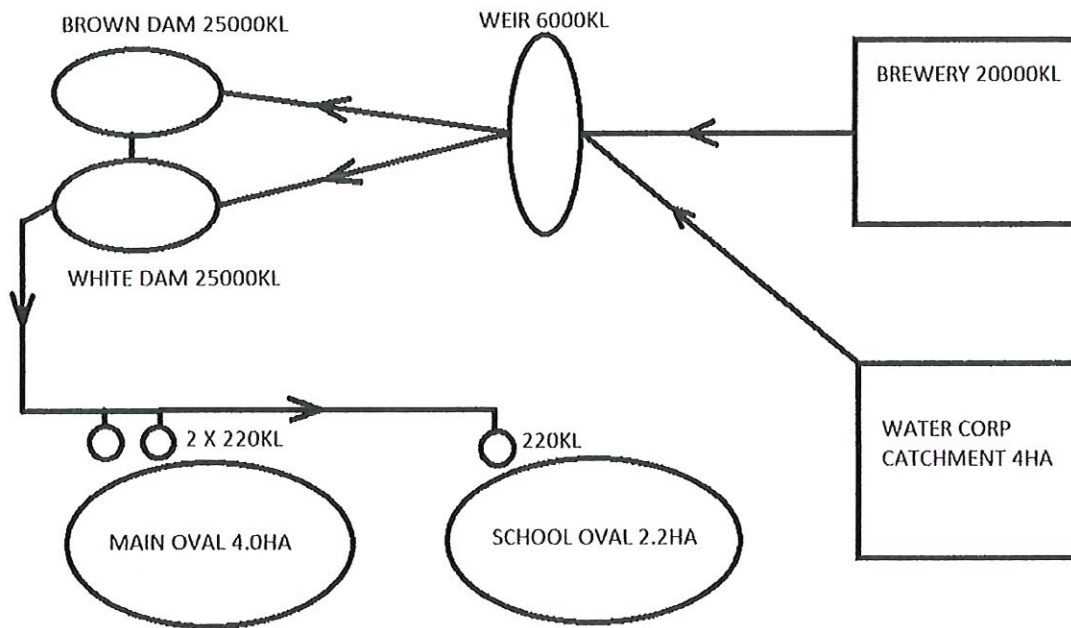 BROWN DAM 25000KL
WEIR 6000KL
BREWERY 20000KL
WHITE DAM 25000KL
2 X 220KL
220KL
WATER CORP
CATCHMENT 4HA
MAIN OVAL 4.0HA
SCHOOL OVAL 2.2HA